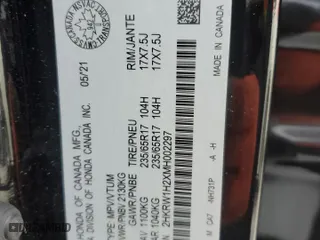 HONDA OF CANADA MFG.
DIVISION OF HONDA CANADA INC.
05/21
TYPE MPV/VTUM
GVWR/PNBV 2130KG
GAWR/PNBE TIRE/PNEU RIM/JANTE
1100KG 235/65R17 104H 17X7.5J
1040KG 235/65R17 104H 17X7.5J
2HKRW1H2XMH002297
NH731P -A -H
MADE IN CANADA